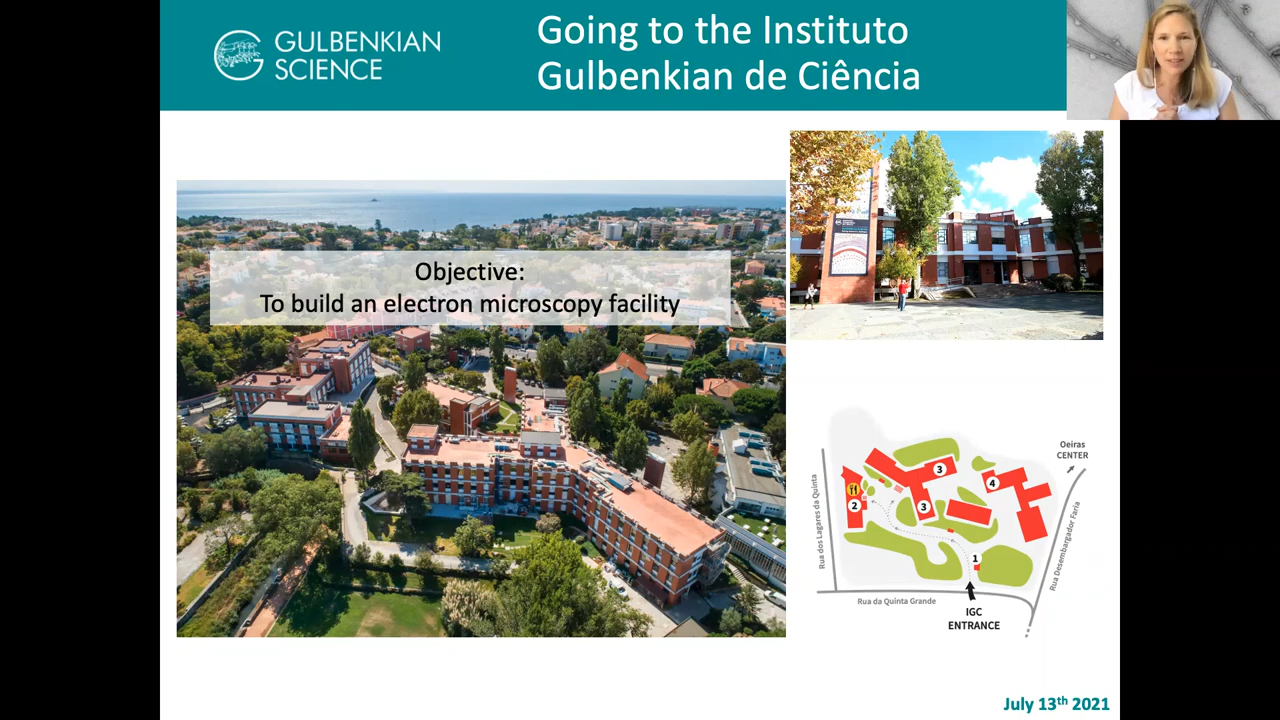 GULBENKIAN
SCIENCE
Going to the Instituto
Gulbenkian de Ciência
Objective:
To build an electron microscopy facility
Oeiras
CENTER
3
4
2
3
1
Rua dos Lagares da Quinta
Rua Desembargador Faria
Rua da Quinta Grande
IGC
ENTRANCE
July 13th 2021